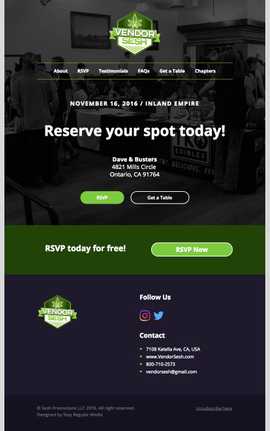 VENDOR
SESH
About RSVP Testimonials FAQs Get a Table Chapters
NOVEMBER 16, 2016 / INLAND EMPIRE
Reserve your spot today!
Dave & Busters
4821 Mills Circle
Ontario, CA 91764
RSVP Get a Table
RSVP today for free! RSVP Now
VENDOR
SESH
Follow Us
Contact
• 7108 Katella Ave, CA, USA
• www.VendorSesh.com
• 800-710-2573
• vendorsesh@gmail.com
© Sesh Promotions LLC 2016. All right reserved.
Designed by Stay Regular Media